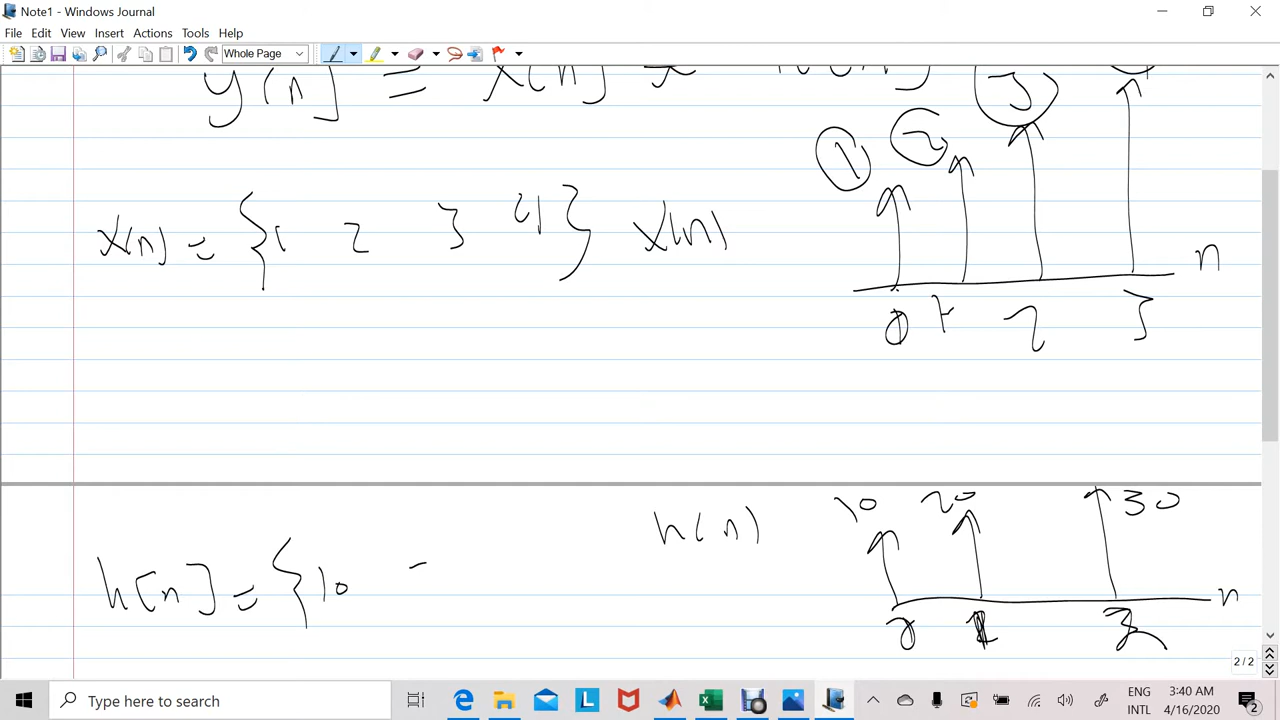 Note1 - Windows Journal
File Edit View Insert Actions Tools Help
Whole Page
y[n] = x[n]
3
1 2
x[n] = { 1 2 3 4 } x[n]
n
0 1 2 3
10 20 30
h[n]
h[n] = { 10
n
0 1 2
2 / 2
Type here to search
ENG
INTL
3:40 AM
4/16/2020
2